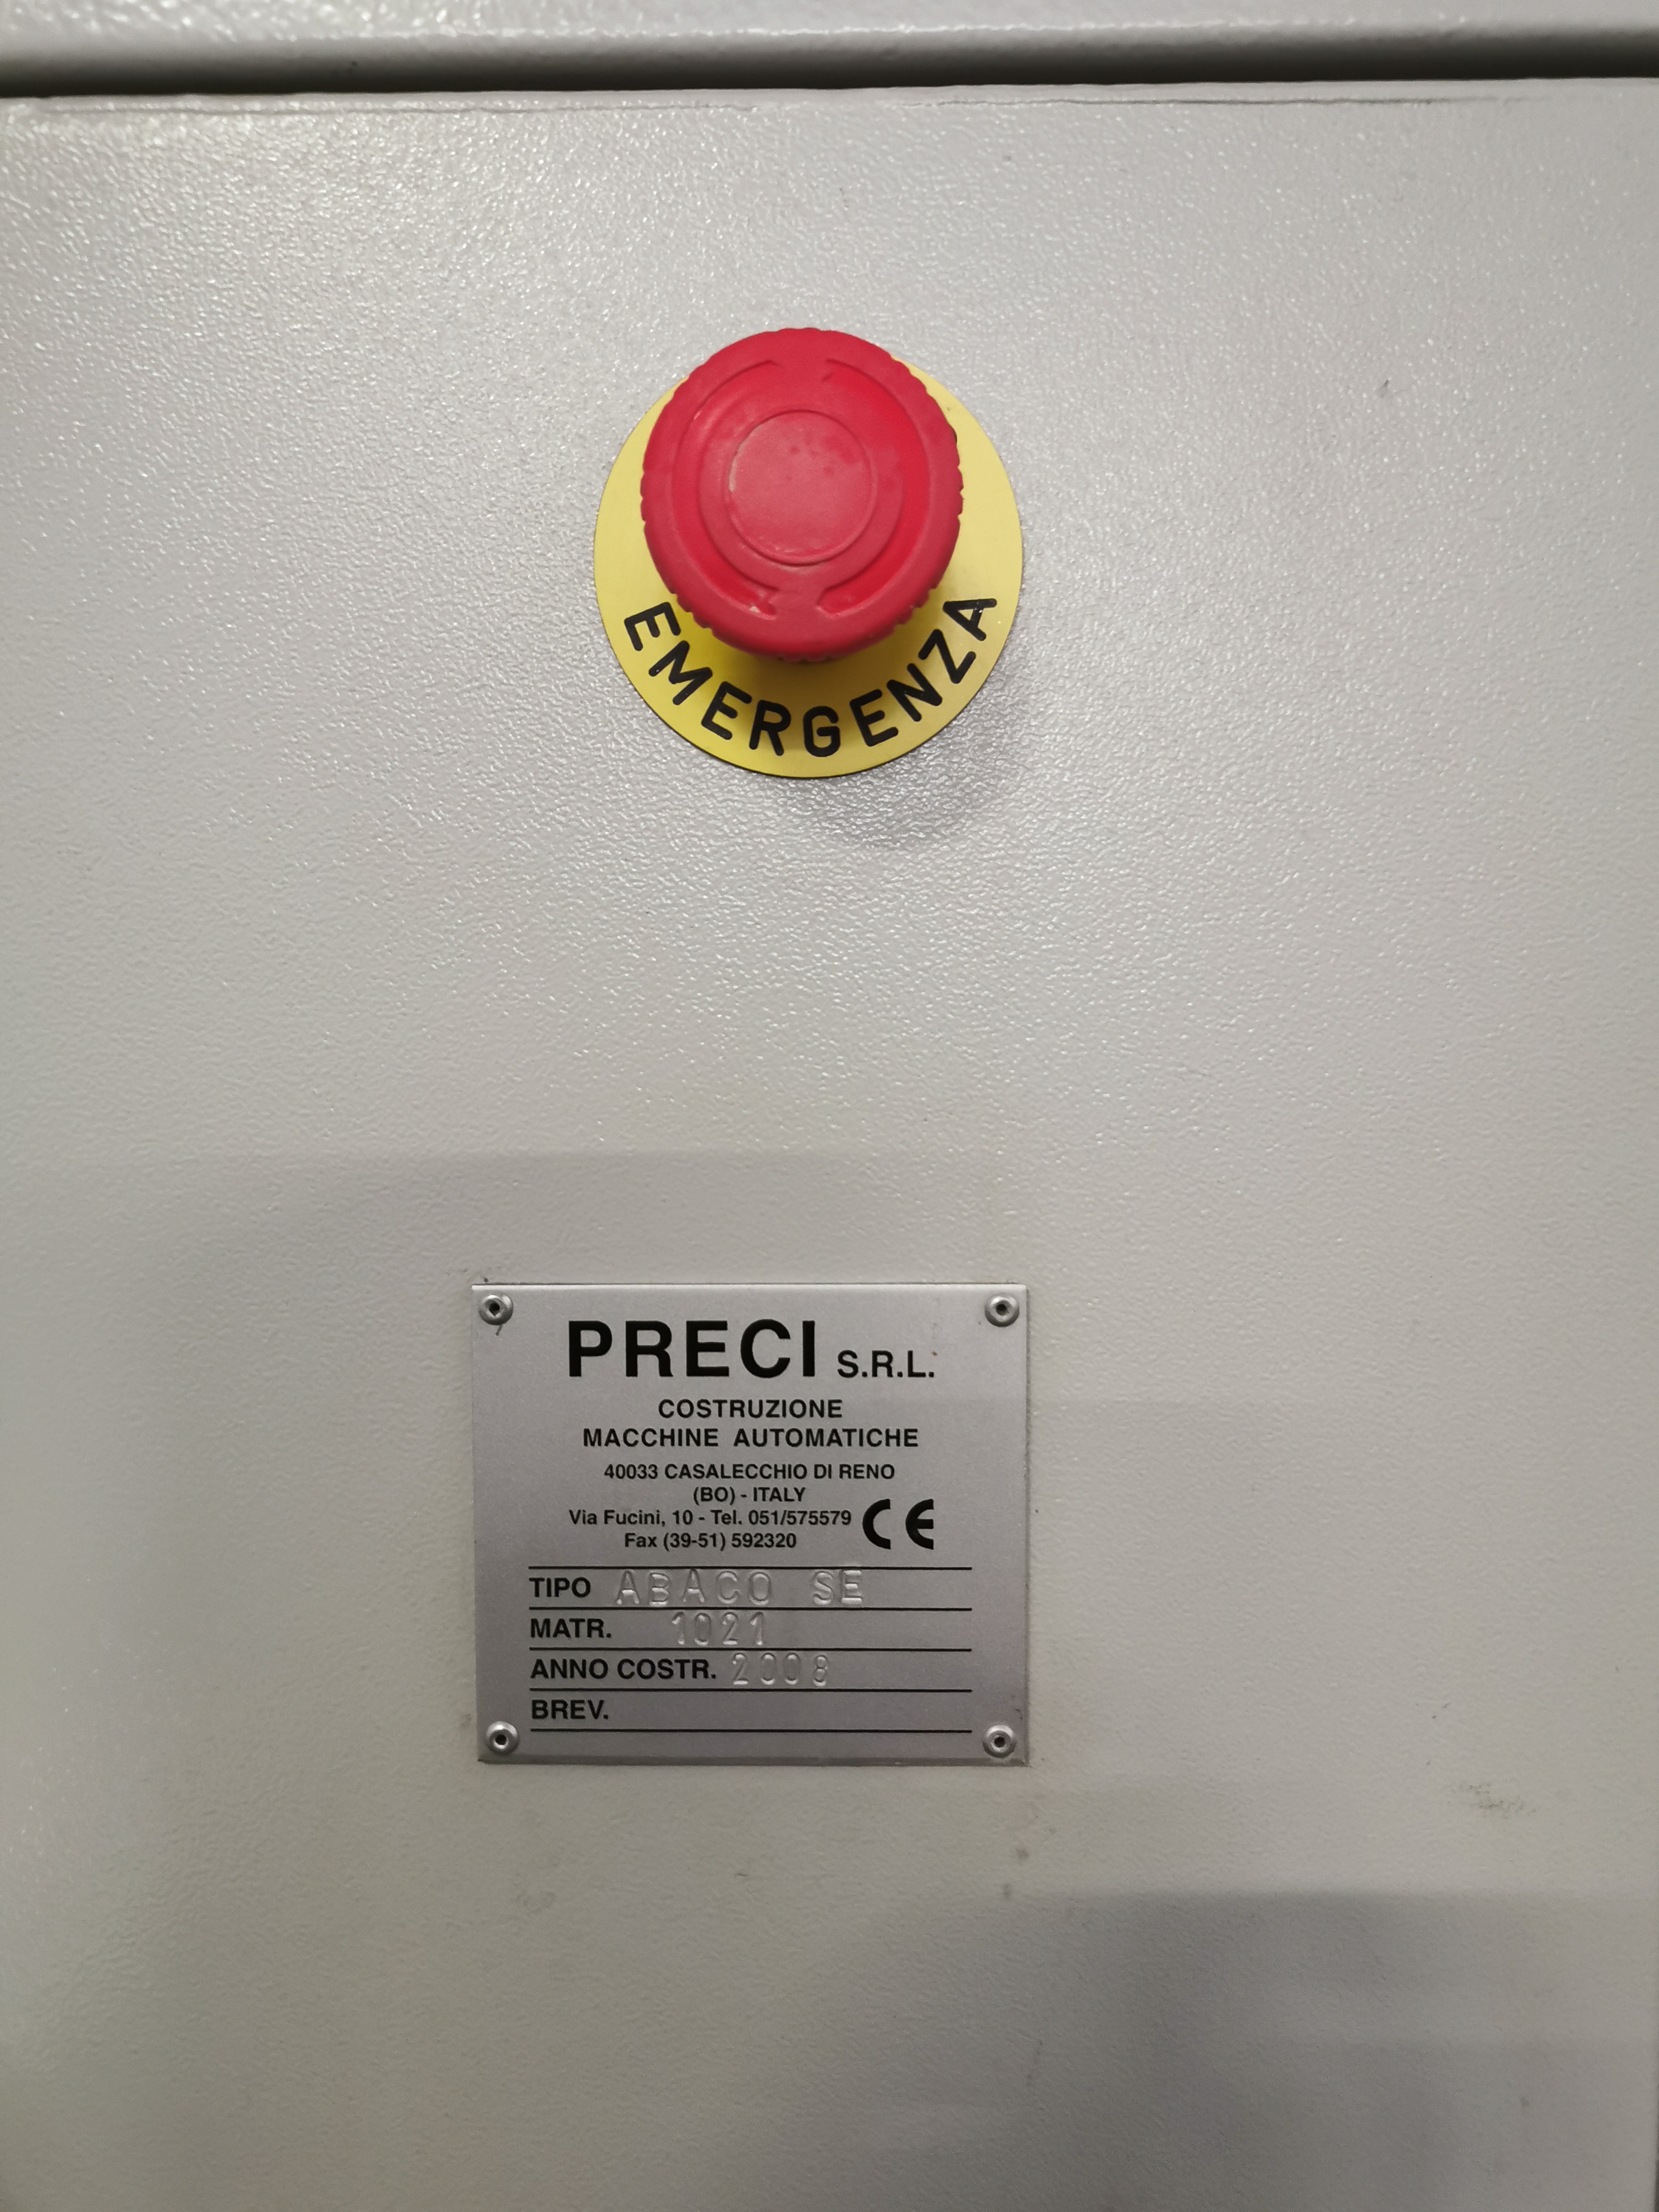 EMERGENZA
PRECI S.R.L.
COSTRUZIONE
MACCHINE AUTOMATICHE
40033 CASALECCHIO DI RENO
(BO) - ITALY
Via Fucini, 10 - Tel. 051/575579
Fax (39-51) 592320
CE
TIPO ABACO SE
MATR. 1021
ANNO COSTR. 2008
BREV.